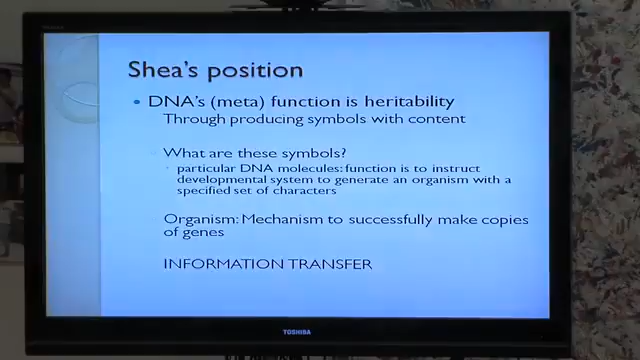 Shea's position
DNA's (meta) function is heritability
Through producing symbols with content
What are these symbols?
particular DNA molecules: function is to instruct
developmental system to generate an organism with a
specified set of characters
Organism: Mechanism to successfully make copies
of genes
INFORMATION TRANSFER
TOSHIBA